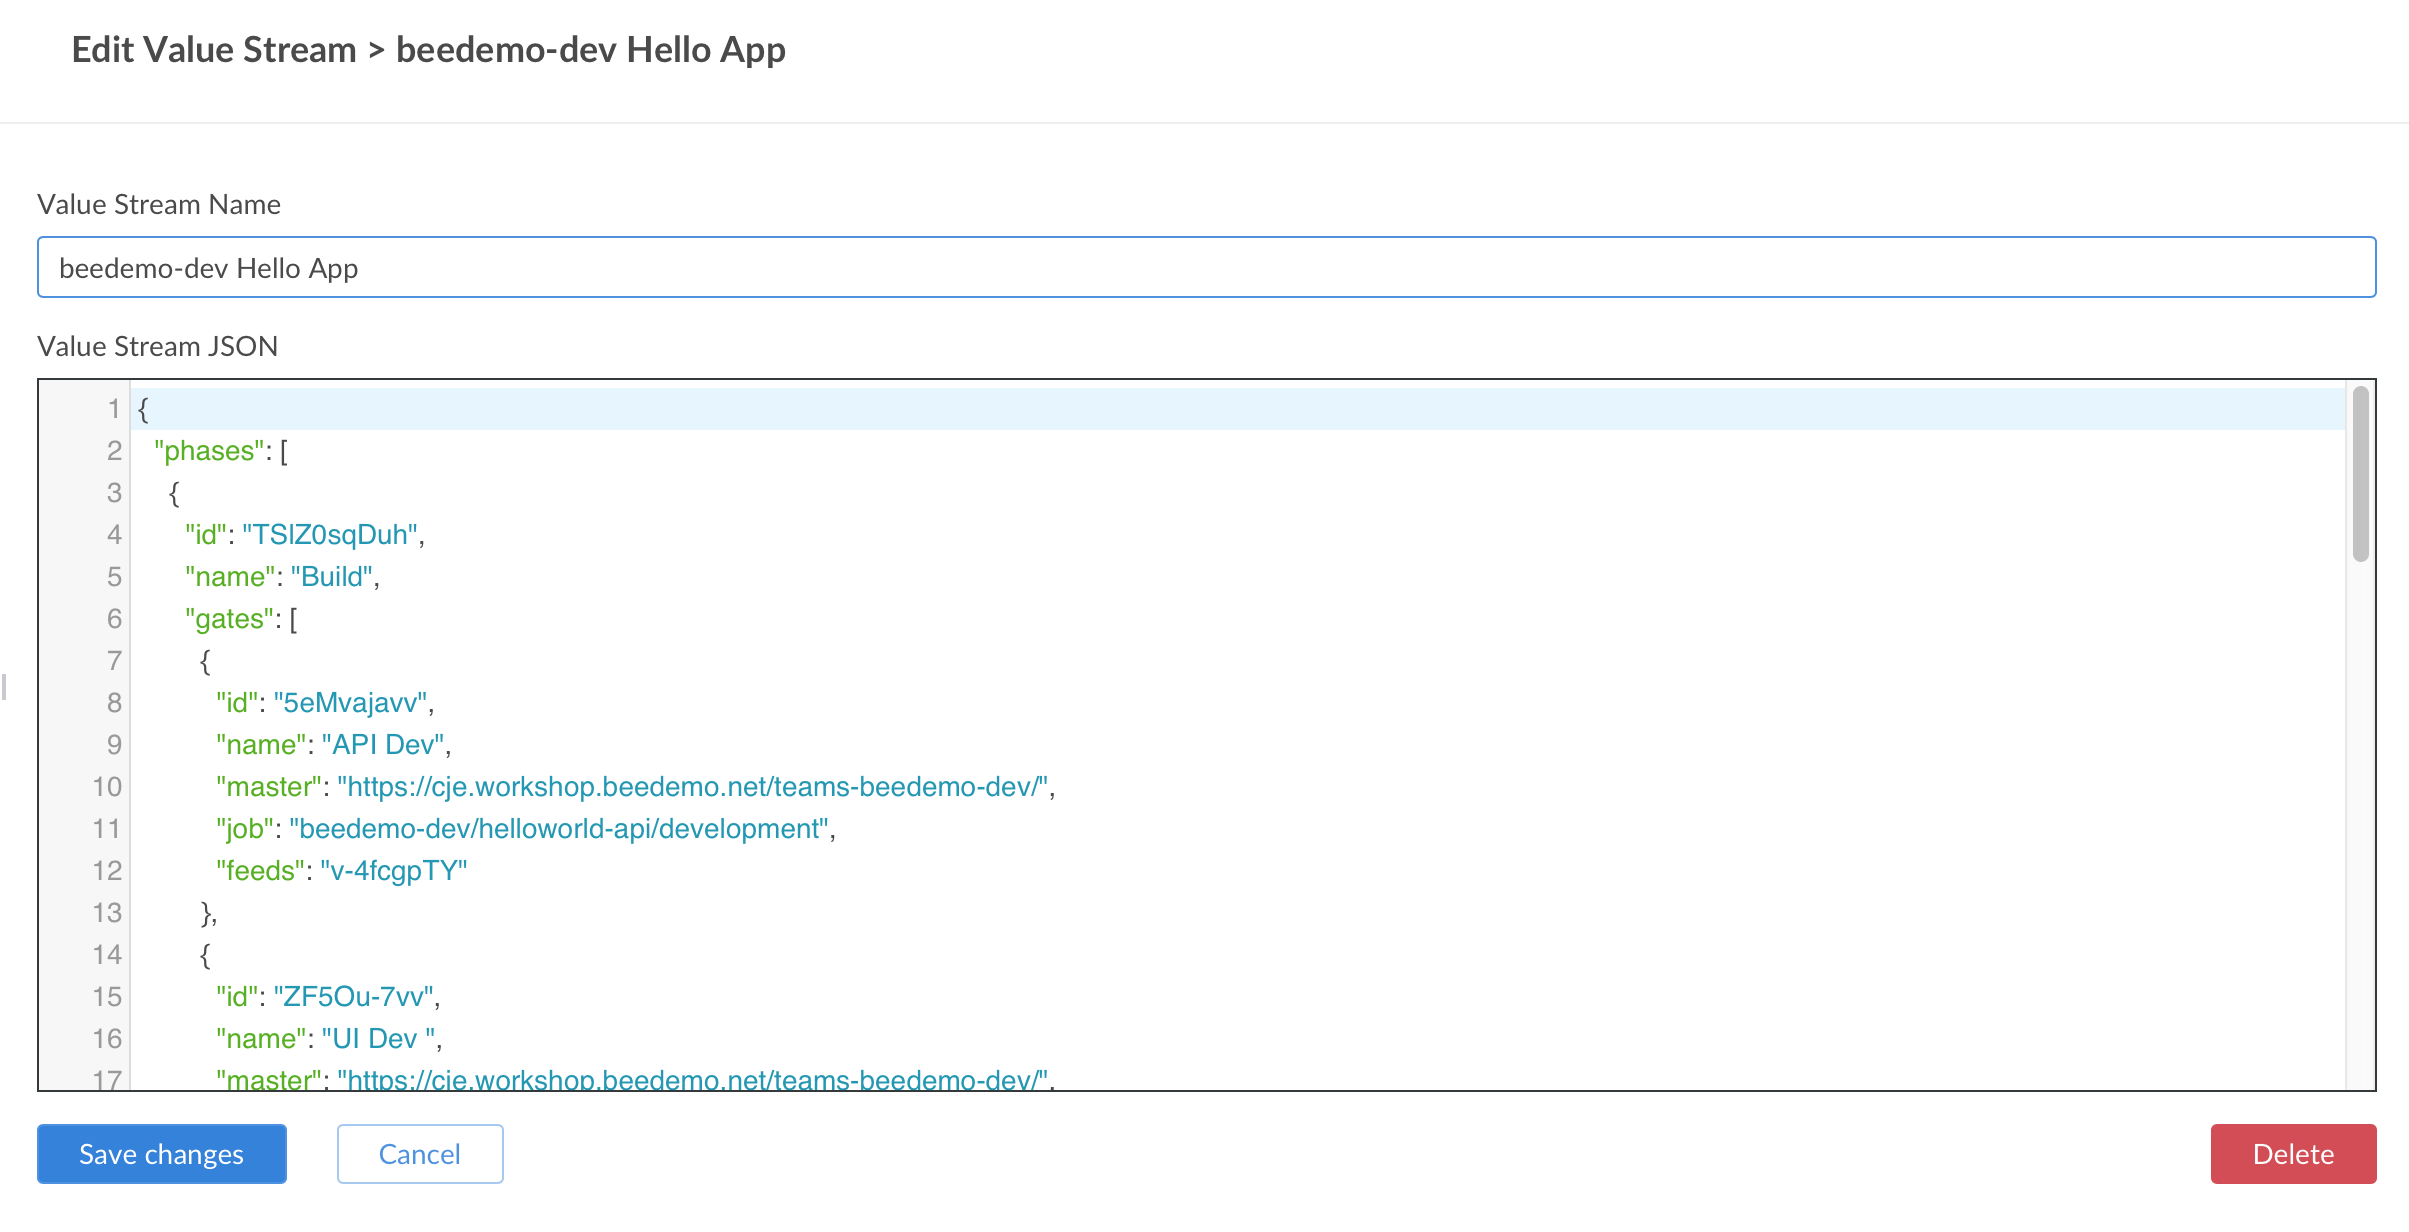 Edit Value Stream > beedemo-dev Hello App
Value Stream Name
beedemo-dev Hello App
Value Stream JSON
1 {
2 "phases": [
3 {
4 "id": "TSlZ0sqDuh",
5 "name": "Build",
6 "gates": [
7 {
8 "id": "5eMvajavv",
9 "name": "API Dev",
10 "master": "https://cje.workshop.beedemo.net/teams-beedemo-dev/",
11 "job": "beedemo-dev/helloworld-api/development",
12 "feeds": "v-4fcgpTY"
13 },
14 {
15 "id": "ZF5Ou-7vv",
16 "name": "UI Dev ",
17 "master": "https://cje.workshop.beedemo.net/teams-beedemo-dev/",
Save changes Cancel Delete